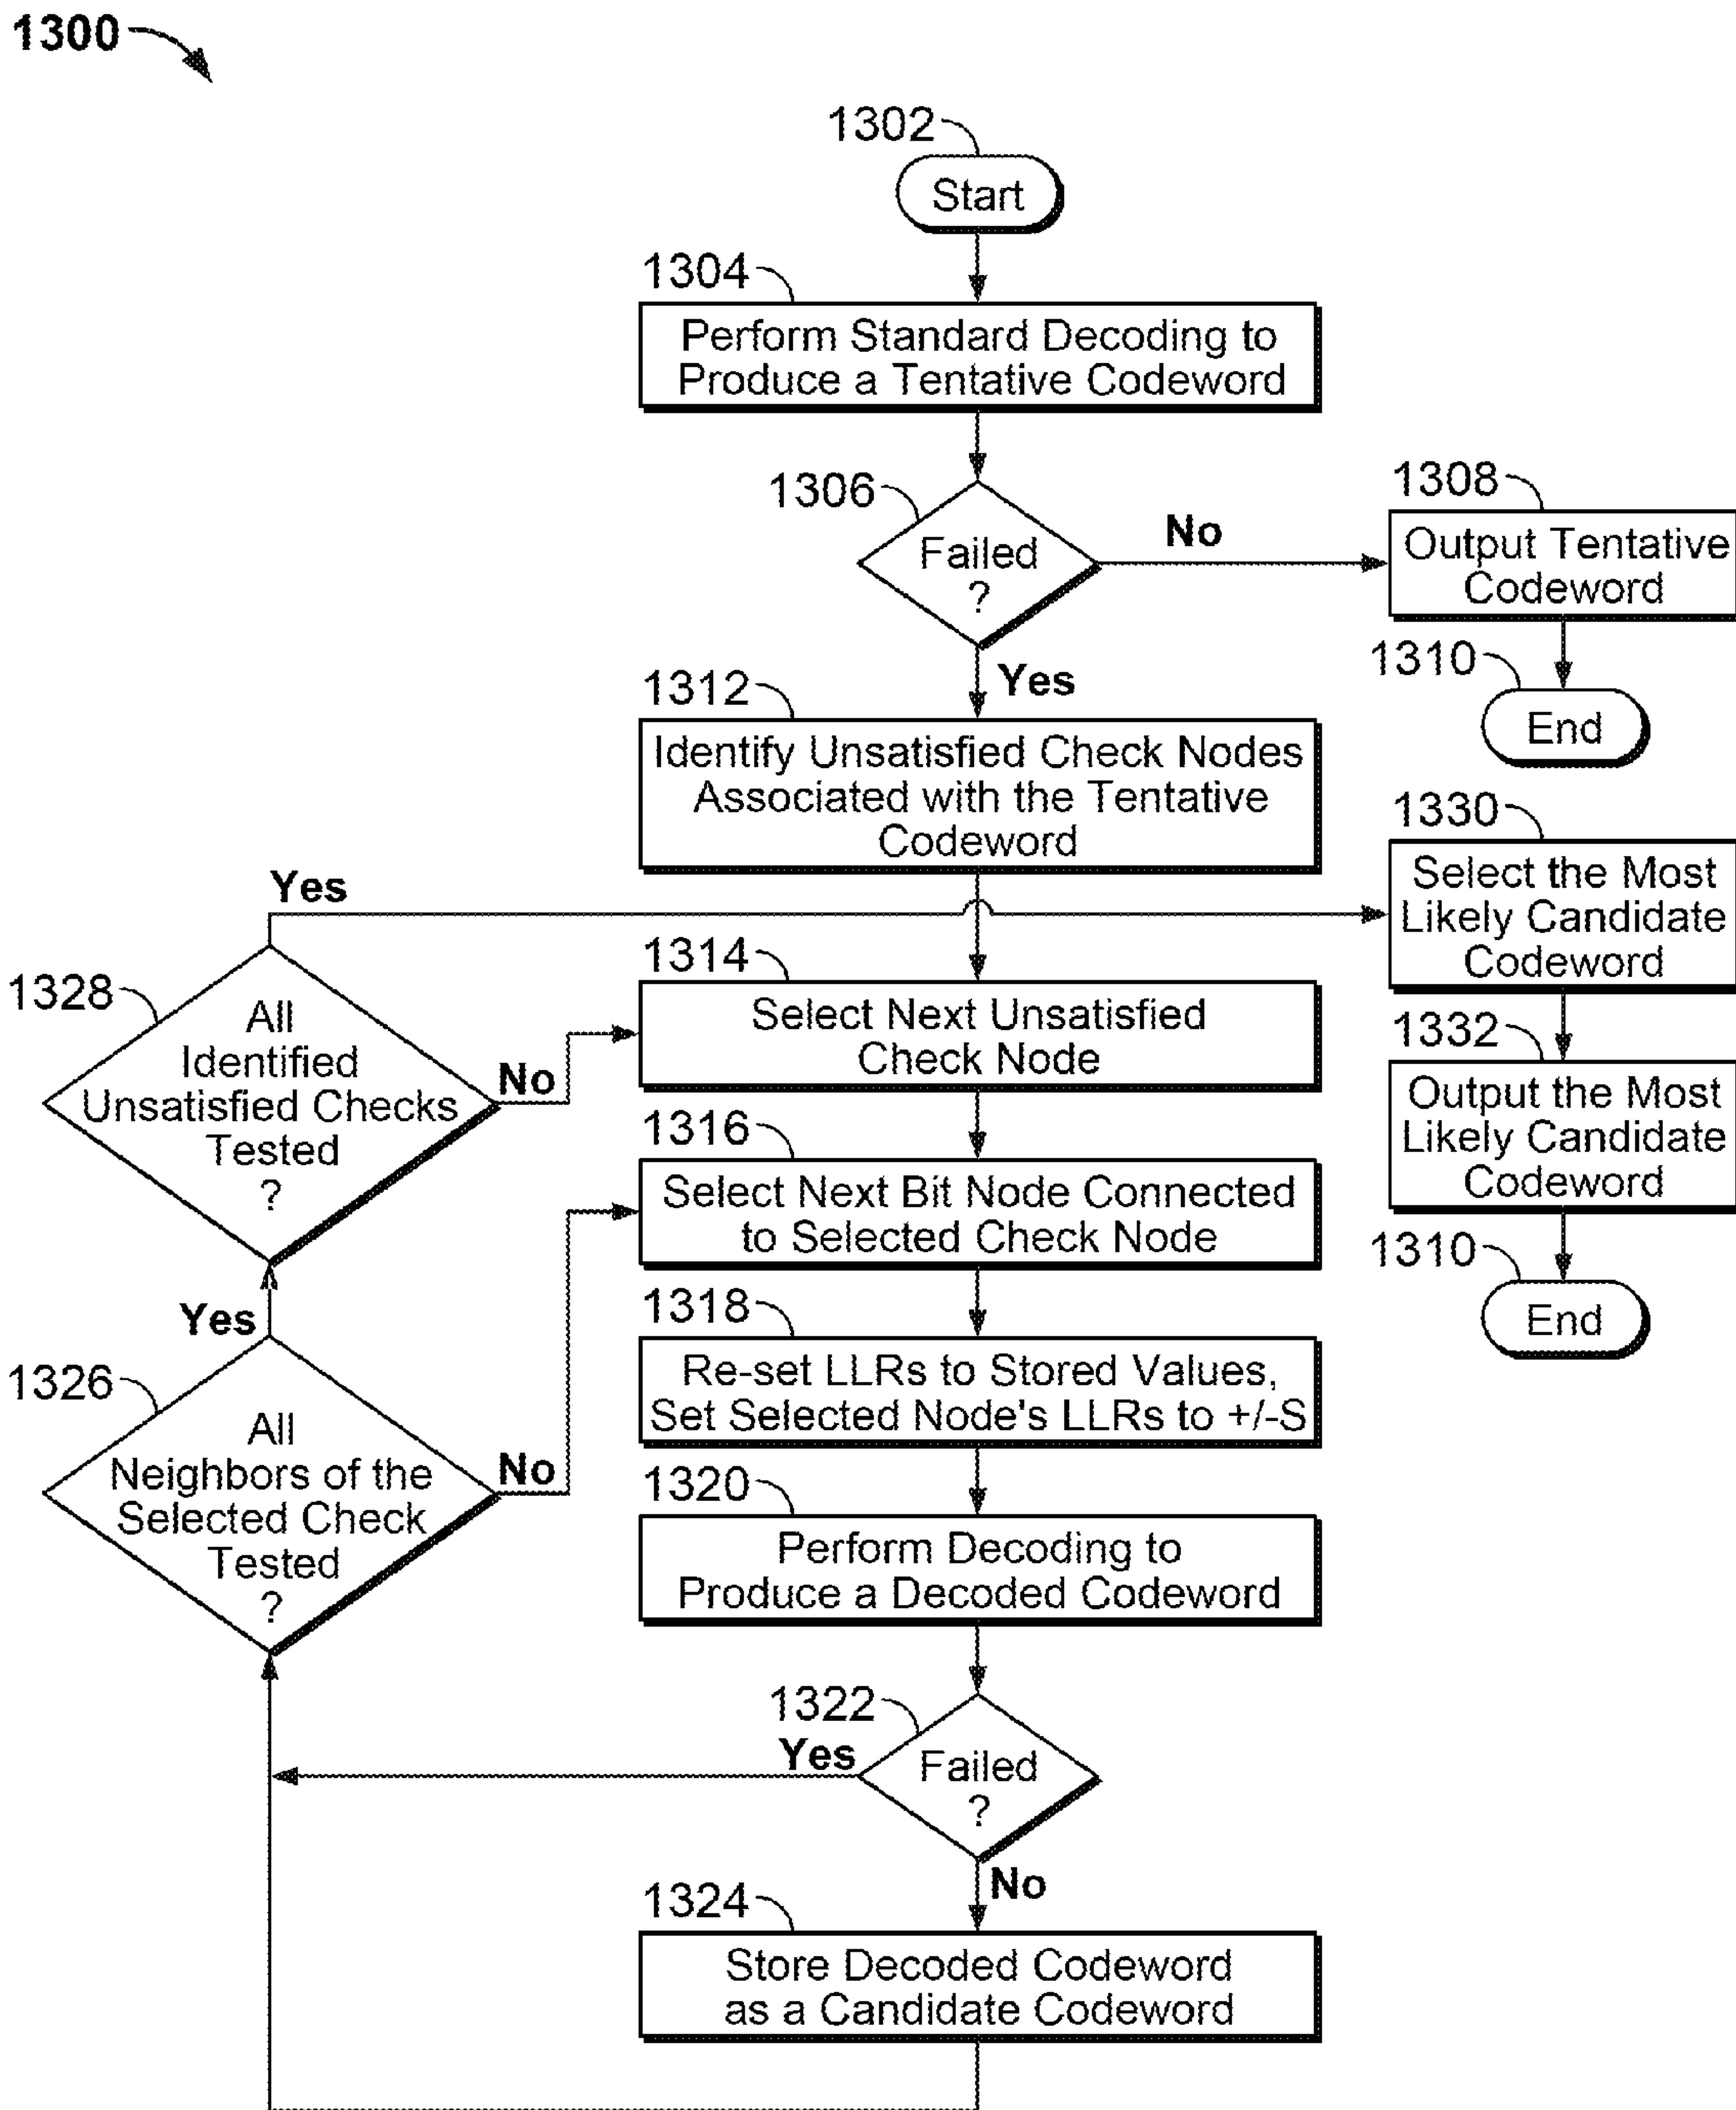 1300
1302
Start
1304
Perform Standard Decoding to
Produce a Tentative Codeword
1306
Failed
?
No
1308
Output Tentative
Codeword
1310
End
Yes
1312
Identify Unsatisfied Check Nodes
Associated with the Tentative
Codeword
1330
Select the Most
Likely Candidate
Codeword
1332
Output the Most
Likely Candidate
Codeword
1310
End
Yes
1328
All
Identified
Unsatisfied Checks
Tested
?
No
1314
Select Next Unsatisfied
Check Node
1316
Select Next Bit Node Connected
to Selected Check Node
1318
Re-set LLRs to Stored Values,
Set Selected Node's LLRs to +/-S
Yes
1326
All
Neighbors of the
Selected Check
Tested
?
No
1320
Perform Decoding to
Produce a Decoded Codeword
1322
Failed
?
Yes
No
1324
Store Decoded Codeword
as a Candidate Codeword